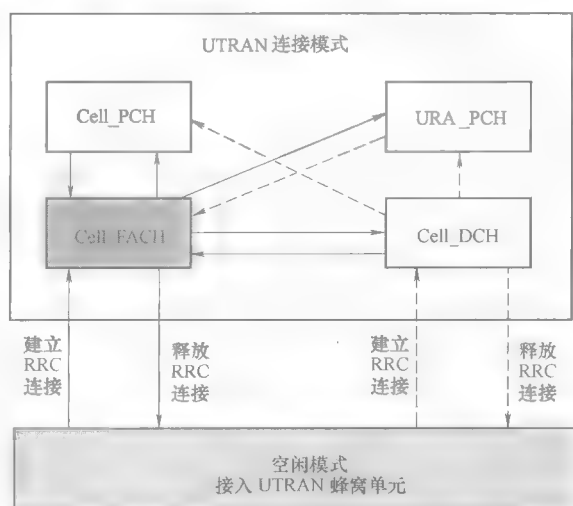 UTRAN 连接模式
Cell_PCH
URA_PCH
Cell_FACH
Cell_DCH
建立
RRC
连接
释放
RRC
连接
建立
RRC
连接
释放
RRC
连接
空闲模式
接入 UTRAN 蜂窝单元